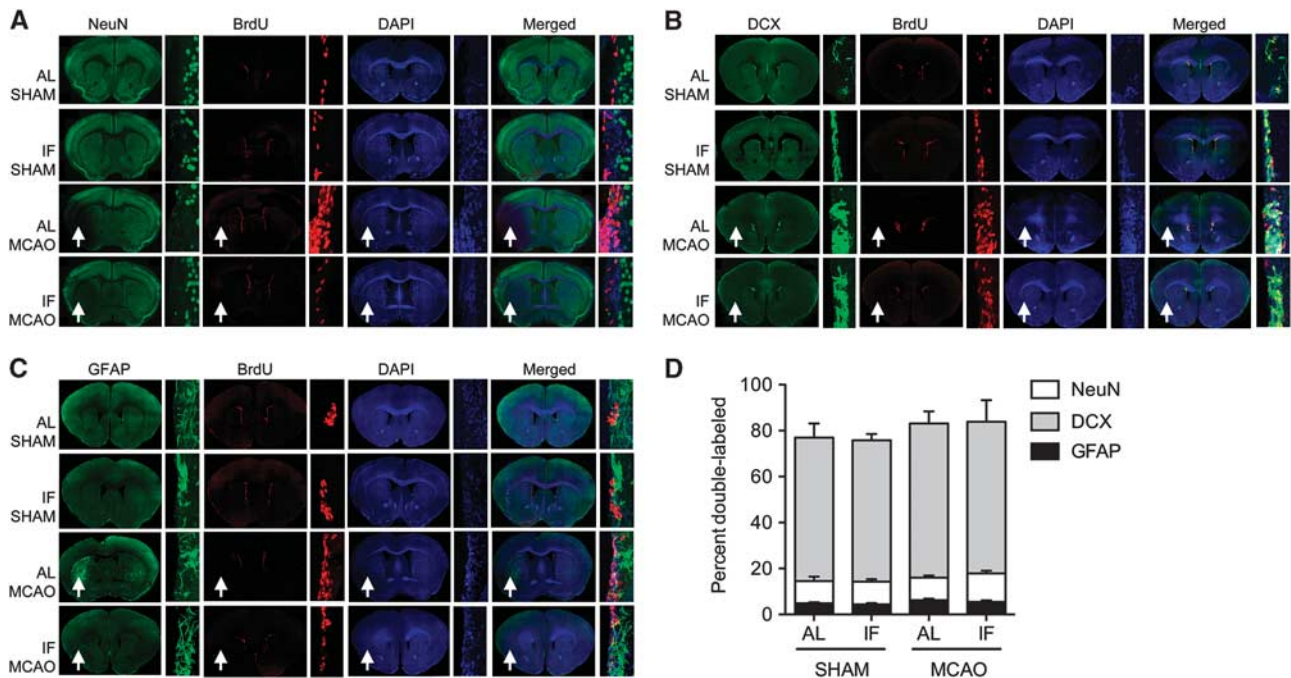 A
NeuN BrdU DAPI Merged
AL
SHAM
IF
SHAM
AL
MCAO
IF
MCAO
B
DCX BrdU DAPI Merged
AL
SHAM
IF
SHAM
AL
MCAO
IF
MCAO
C
GFAP BrdU DAPI Merged
AL
SHAM
IF
SHAM
AL
MCAO
IF
MCAO
D
Percent double-labeled
100
80
60
40
20
0
AL IF AL IF
SHAM MCAO
NeuN
DCX
GFAP